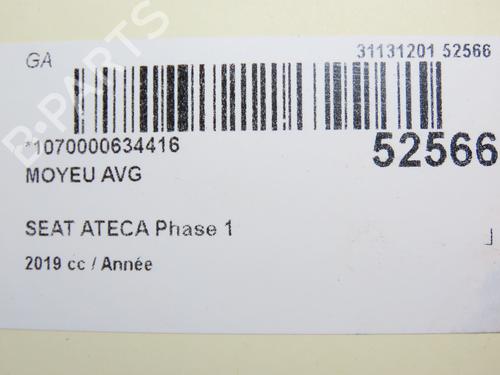 GA 31131201 52566
*1070000634416 52566
MOYEU AVG
SEAT ATECA Phase 1
2019 cc / Année
B-PARTS